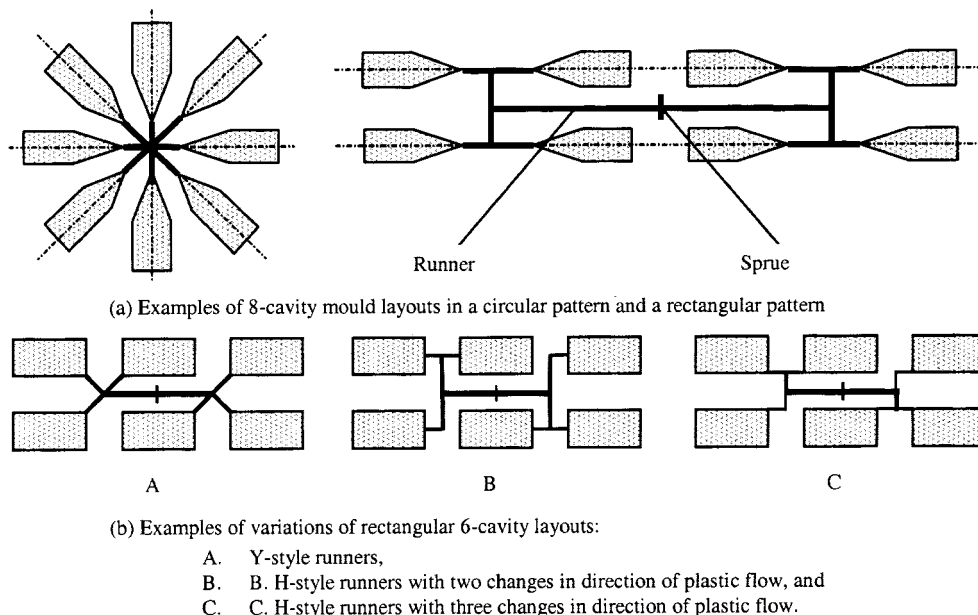 Runner
Sprue
(a) Examples of 8-cavity mould layouts in a circular pattern and a rectangular pattern
A
B
C
(b) Examples of variations of rectangular 6-cavity layouts:
A. Y-style runners,
B. B. H-style runners with two changes in direction of plastic flow, and
C. C. H-style runners with three changes in direction of plastic flow.